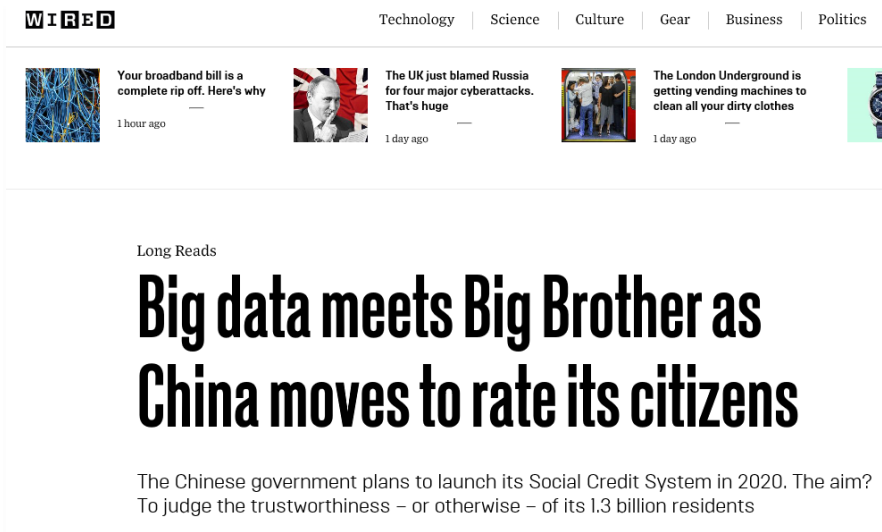 WIRED
Technology
Science
Culture
Gear
Business
Politics
Your broadband bill is a
complete rip off. Here's why
1 hour ago
The UK just blamed Russia
for four major cyberattacks.
That's huge
1 day ago
The London Underground is
getting vending machines to
clean all your dirty clothes
1 day ago
Long Reads
Big data meets Big Brother as
China moves to rate its citizens
The Chinese government plans to launch its Social Credit System in 2020. The aim?
To judge the trustworthiness – or otherwise – of its 1.3 billion residents